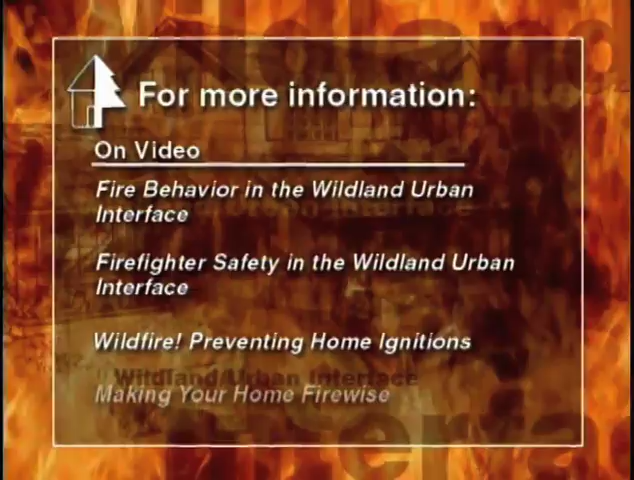 For more information:
On Video
Fire Behavior in the Wildland Urban
Interface
Firefighter Safety in the Wildland Urban
Interface
Wildfire! Preventing Home Ignitions
Wildland/Urban Interface
Making Your Home Firewise